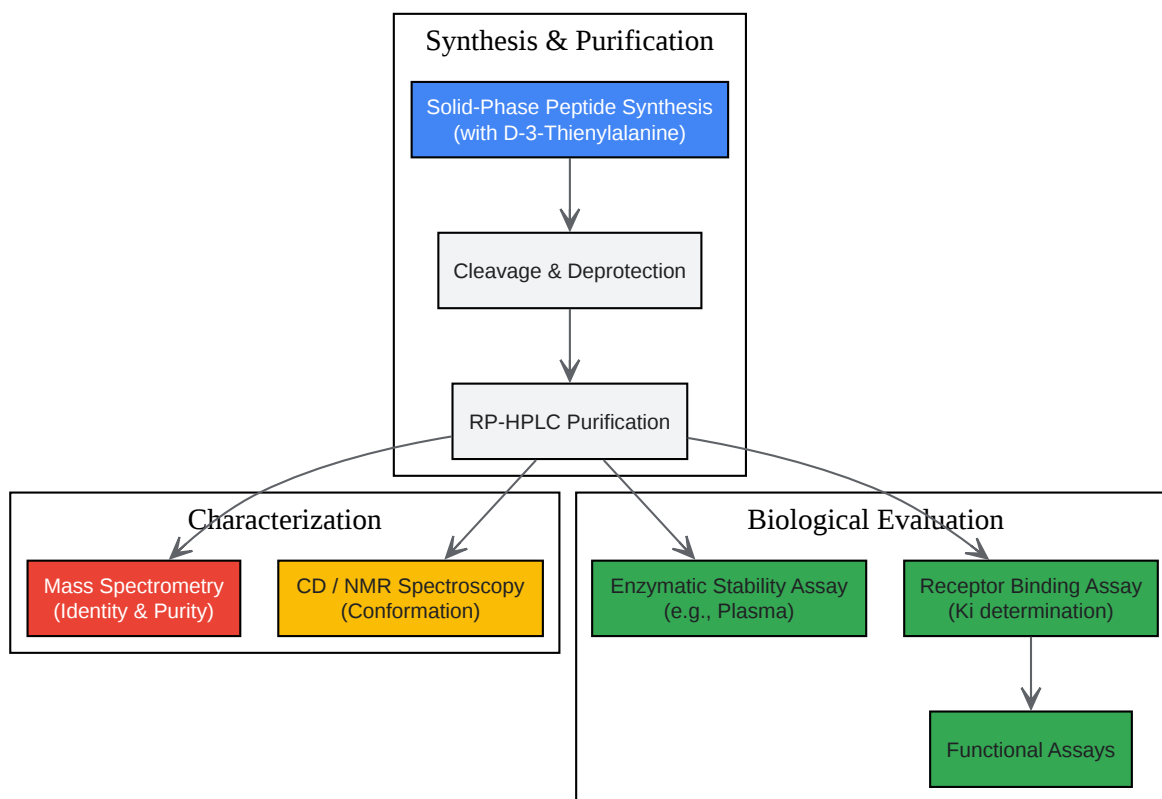 Synthesis & Purification
Solid-Phase Peptide Synthesis
(with D-3-Thienylalanine)
Cleavage & Deprotection
RP-HPLC Purification
Characterization
Mass Spectrometry
(Identity & Purity)
CD / NMR Spectroscopy
(Conformation)
Biological Evaluation
Enzymatic Stability Assay
(e.g., Plasma)
Receptor Binding Assay
(Ki determination)
Functional Assays